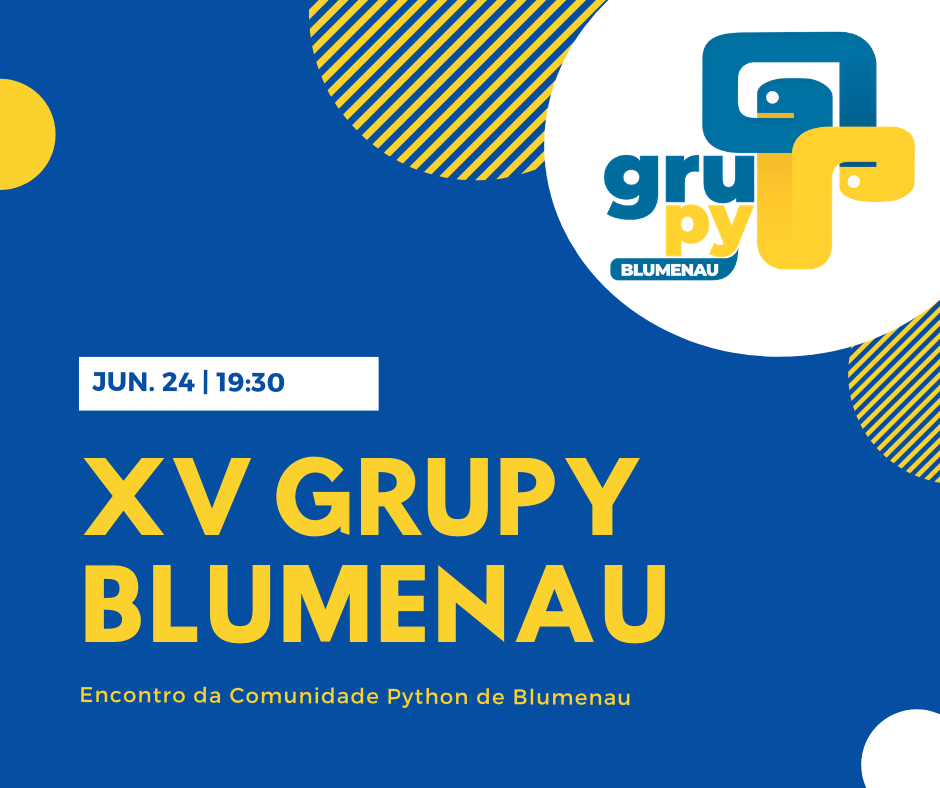 gru
py
BLUMENAU
JUN. 24 | 19:30
XV GRUPY
BLUMENAU
Encontro da Comunidade Python de Blumenau